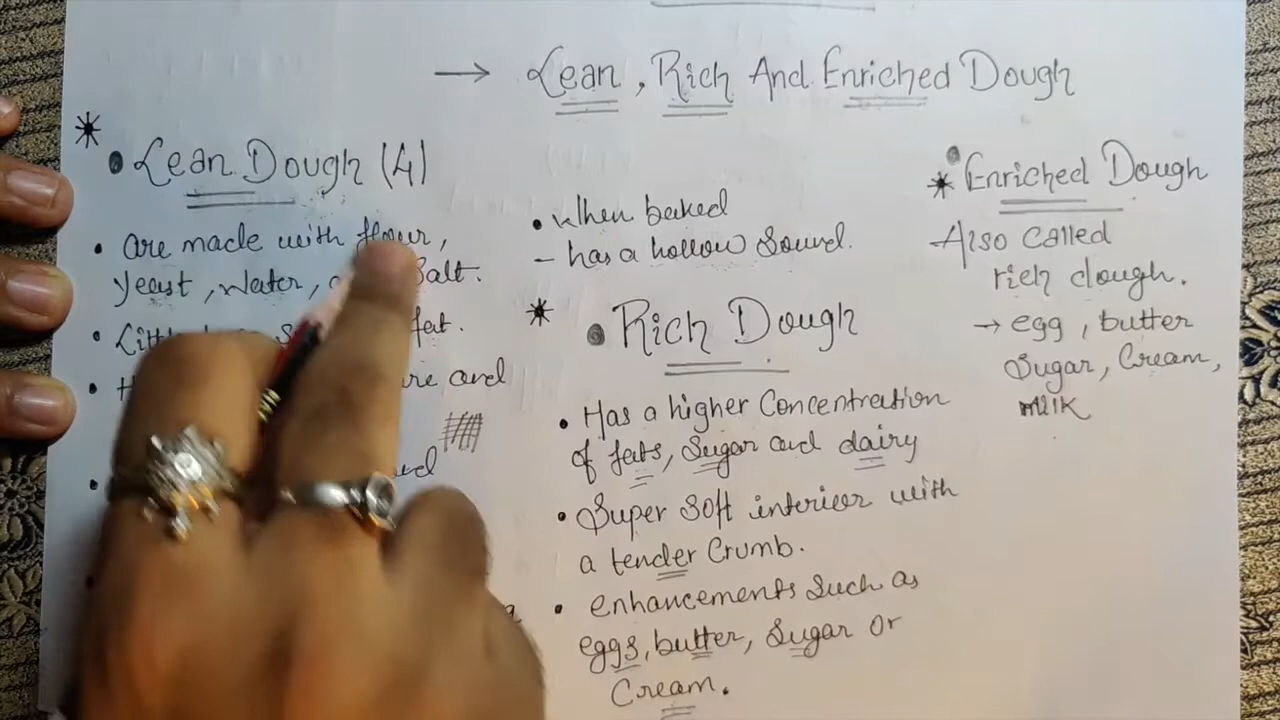 → Lean, Rich And Enriched Dough
• Lean Dough (4)
• are made with flour,
yeast, water, Salt.
fat.
and
• When baked
- has a hollow Sound.
• Rich Dough
• Has a higher Concentration
of fats, Sugar and dairy
• Super Soft interior with
a tender Crumb.
• enhancements Such as
eggs, butter, Sugar or
Cream.
• Enriched Dough
Also called
rich dough.
→ egg, butter
Sugar, Cream,
Milk